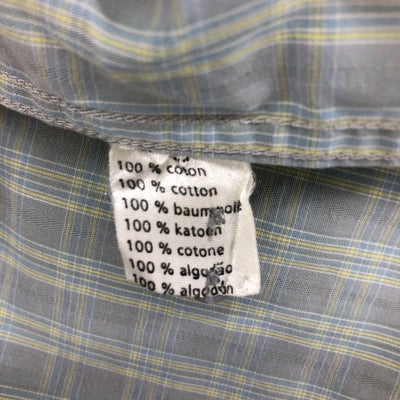 100 % coton
100 % cotton
100 % baumwolle
100 % katoen
100 % cotone
100 % algodão
100 % algodón